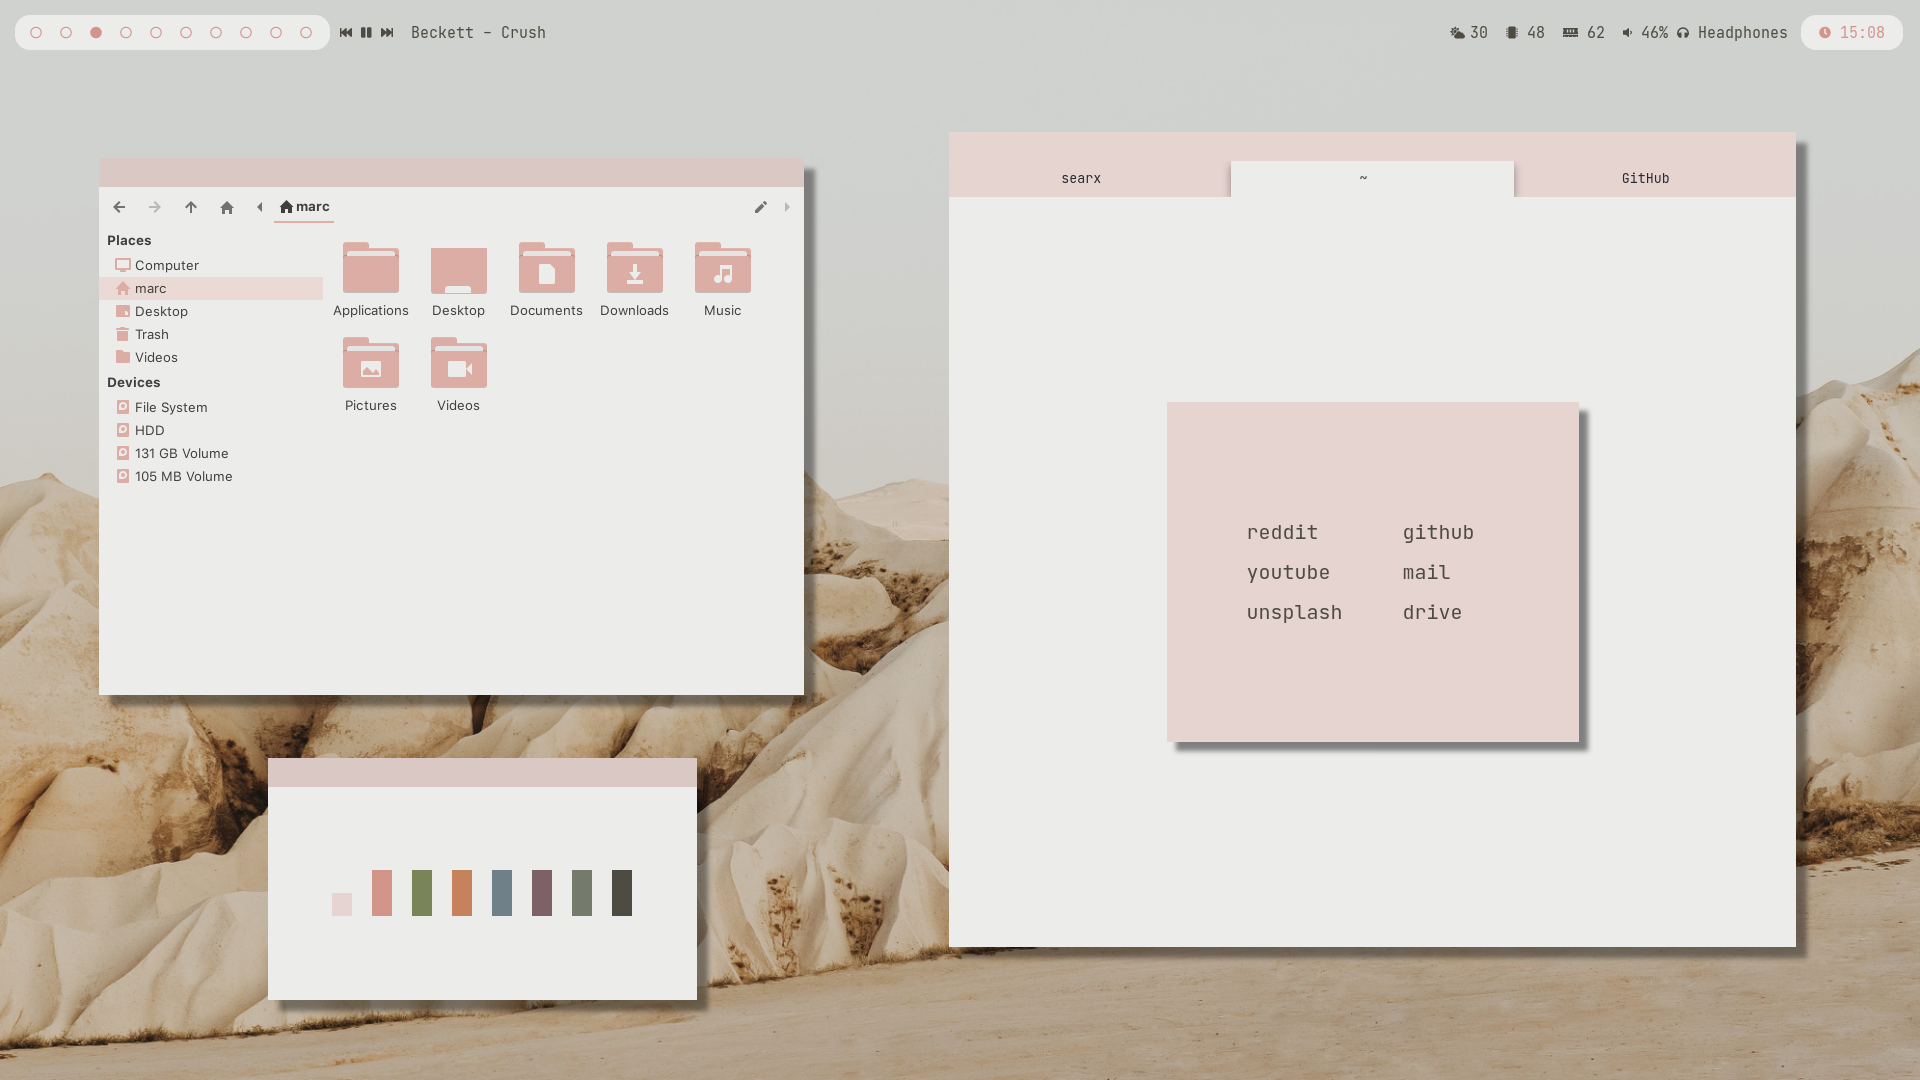 Beckett – Crush
30 48 62 46% Headphones 15:08
marc
Places
Computer
marc
Desktop
Trash
Videos
Devices
File System
HDD
131 GB Volume
105 MB Volume
Applications Desktop Documents Downloads Music
Pictures Videos
searx ~ GitHub
reddit github
youtube mail
unsplash drive